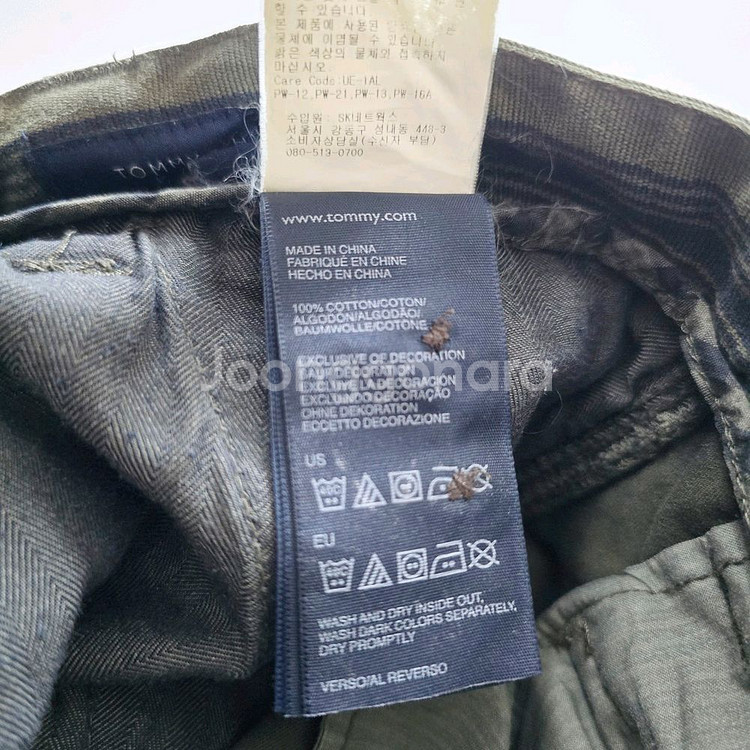 할 수 있습니다.
본 제품에 사용된
물체에 이염될 수
밝은 색상의 물체와 접촉하지
마십시오.
Care Code:UE-1AL
PW-12,PW-21,PW-13,PW-16A
수입원: SK네트웍스
서울시 강동구 성내동 448-3
소비자상담실(수신자 부담)
080-513-0700
TOMMY
www.tommy.com
MADE IN CHINA
FABRIQUÉ EN CHINE
HECHO EN CHINA
100% COTTON/COTON/
ALGODÓN/ALGODÃO/
BAUMWOLLE/COTONE
EXCLUSIVE OF DECORATION
SAUF DECORATION
EXCLUYE LA DECORACIÓN
EXCLUINDO DECORAÇÃO
OHNE DEKORATION
ECCETTO DECORAZIONE
US
EU
WASH AND DRY INSIDE OUT,
WASH DARK COLORS SEPARATELY,
DRY PROMPTLY
VERSO/AL REVERSO